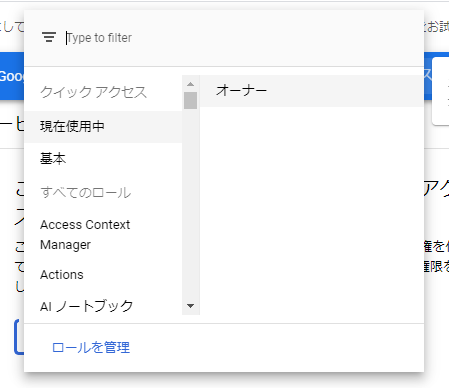 Type to filter
クイック アクセス
オーナー
現在使用中
基本
すべてのロール
Access Context
Manager
Actions
AI ノートブック
ロールを管理